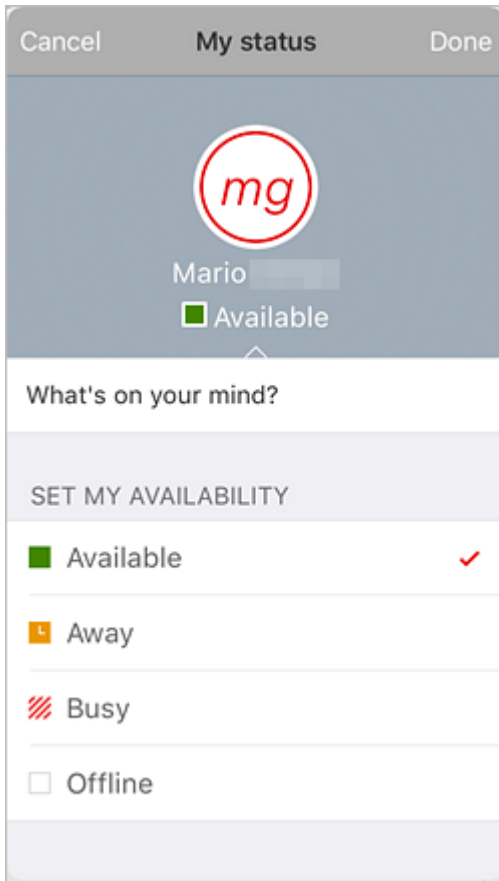 Cancel My status Done
mg
Mario
Available
What's on your mind?
SET MY AVAILABILITY
Available
Away
Busy
Offline